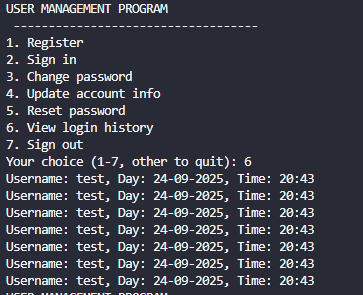 USER MANAGEMENT PROGRAM
-----------------------------------
1. Register
2. Sign in
3. Change password
4. Update account info
5. Reset password
6. View login history
7. Sign out
Your choice (1-7, other to quit): 6
Username: test, Day: 24-09-2025, Time: 20:43
Username: test, Day: 24-09-2025, Time: 20:43
Username: test, Day: 24-09-2025, Time: 20:43
Username: test, Day: 24-09-2025, Time: 20:43
Username: test, Day: 24-09-2025, Time: 20:43
Username: test, Day: 24-09-2025, Time: 20:43
Username: test, Day: 24-09-2025, Time: 20:43
USER MANAGEMENT PROGRAM